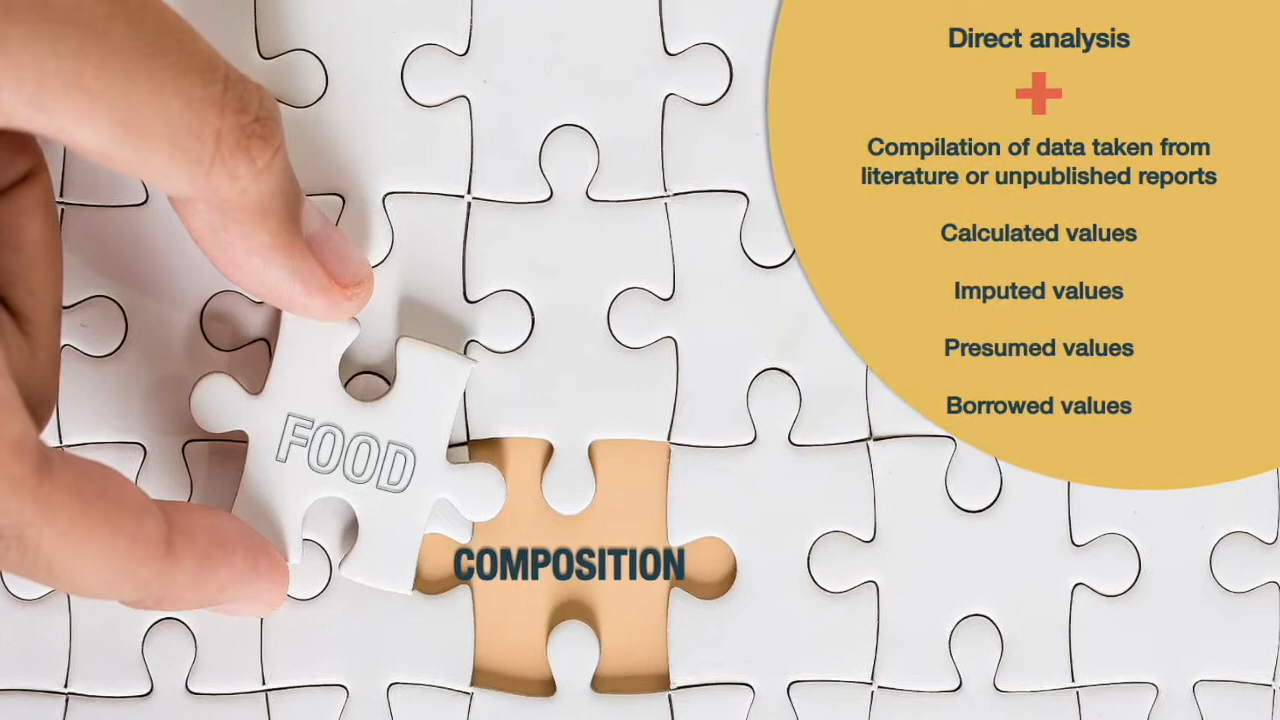 Direct analysis
Compilation of data taken from
literature or unpublished reports
Calculated values
Imputed values
Presumed values
Borrowed values
FOOD
COMPOSITION